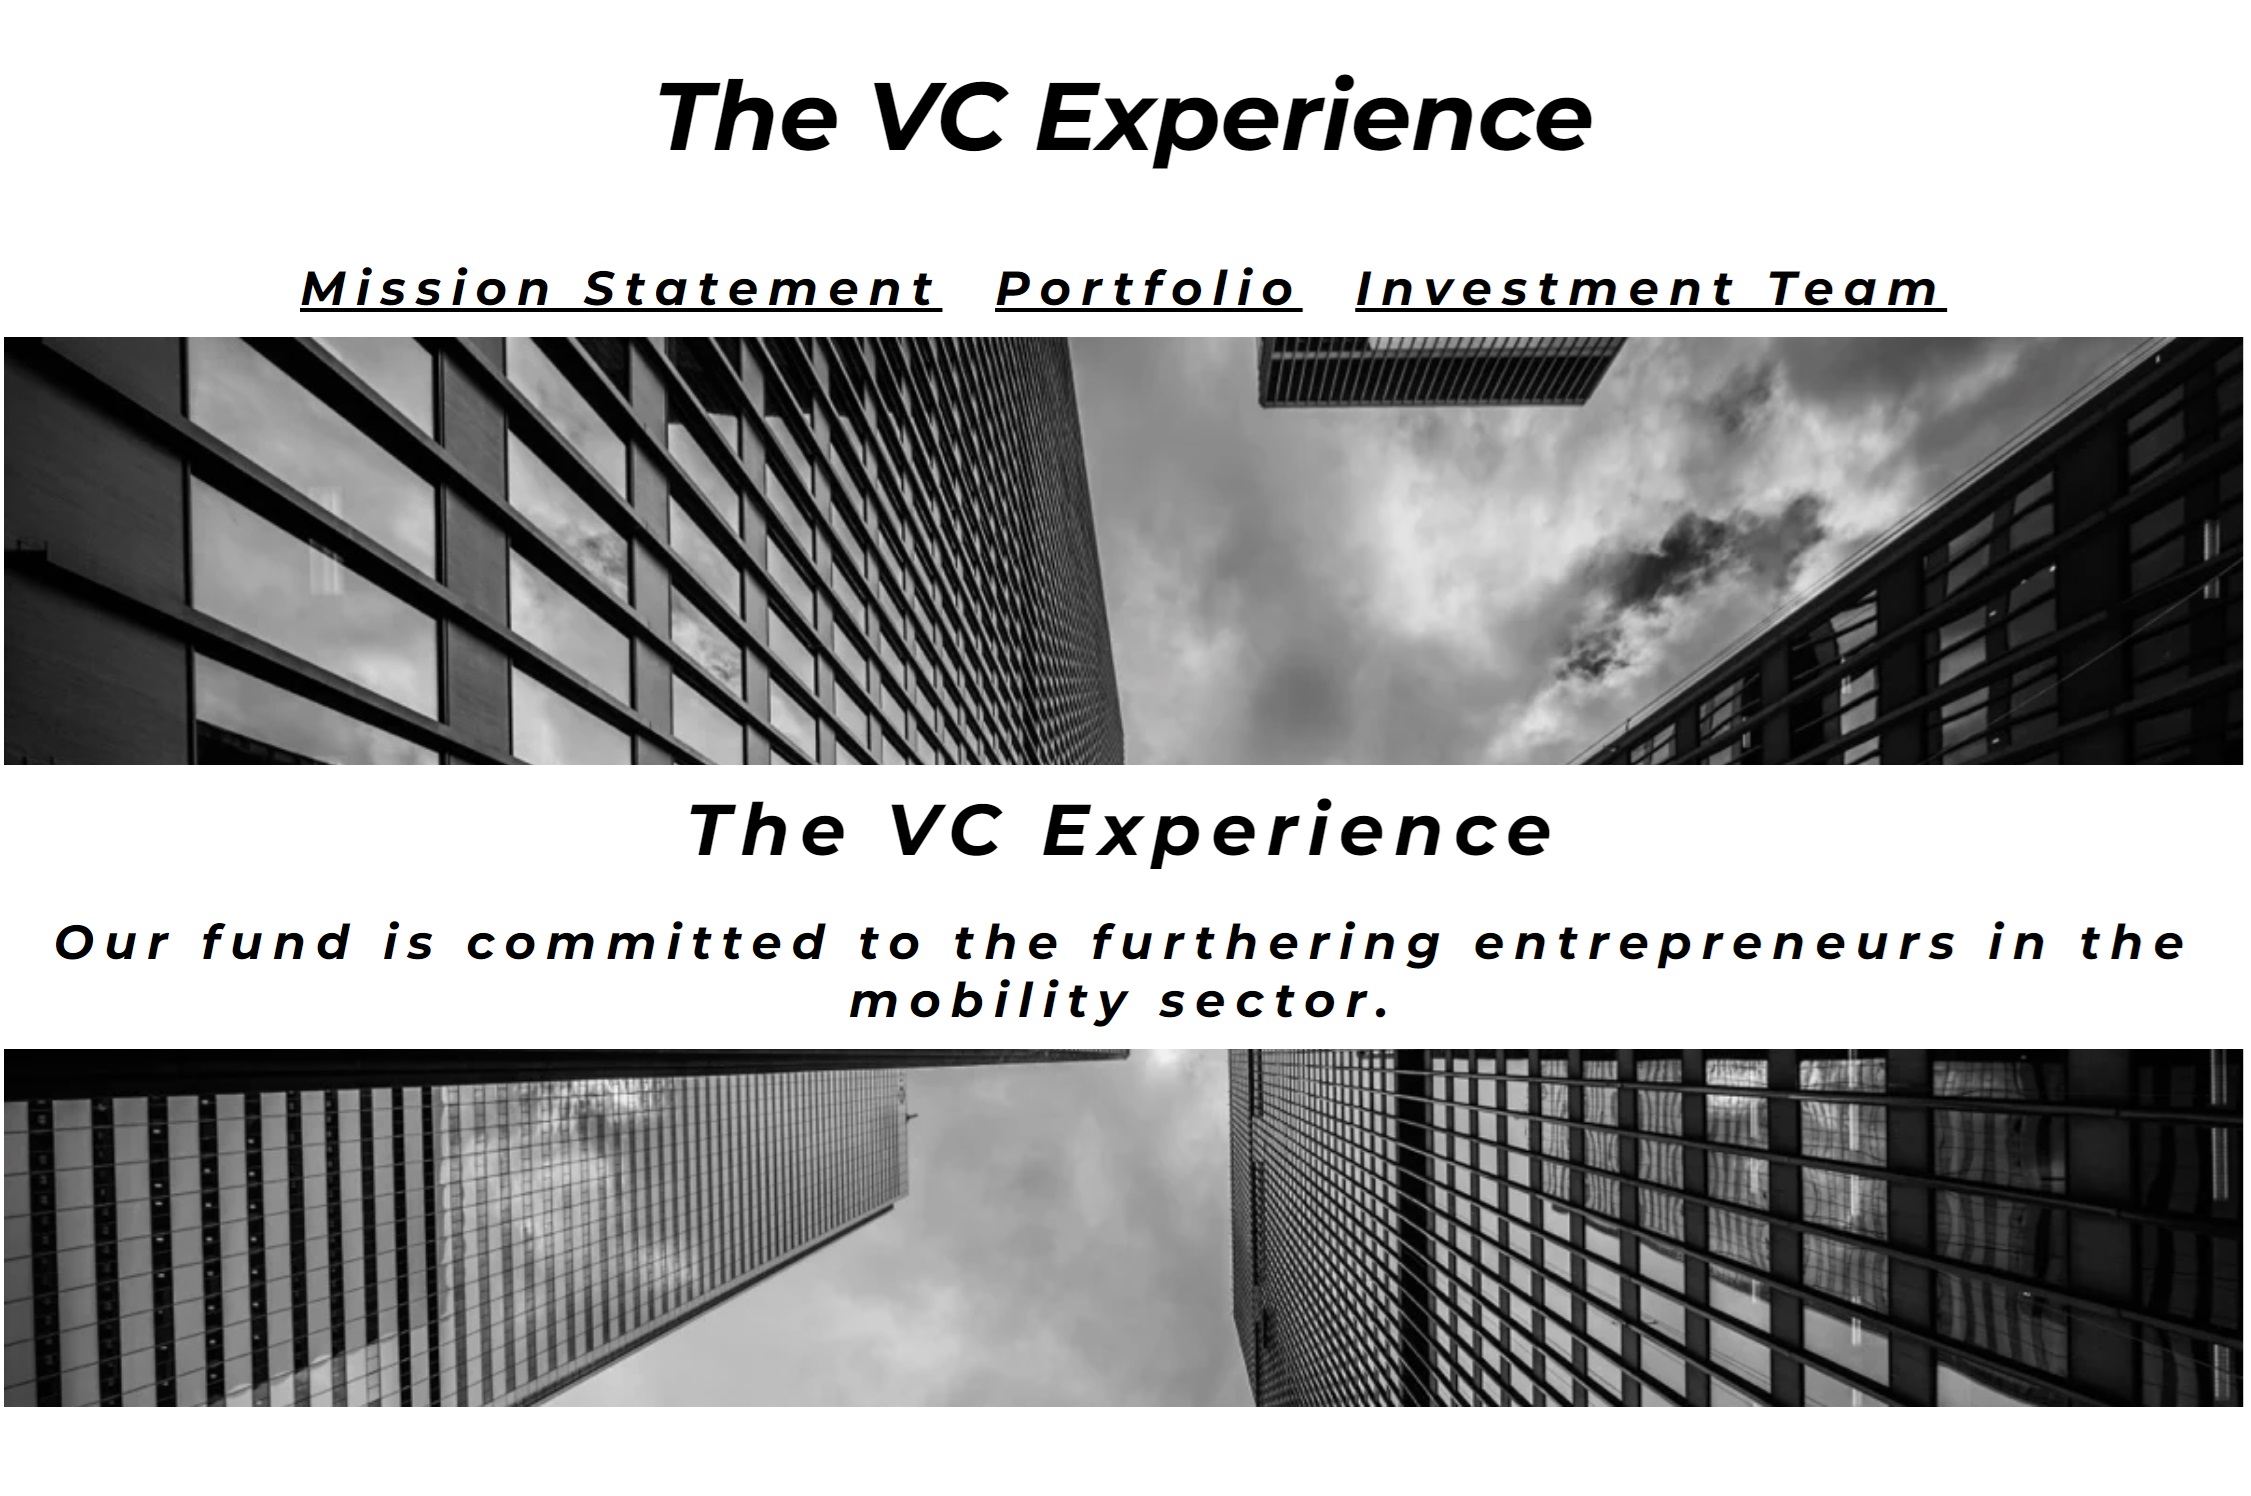 The VC Experience
Mission Statement Portfolio Investment Team
The VC Experience
Our fund is committed to the furthering entrepreneurs in the
mobility sector.